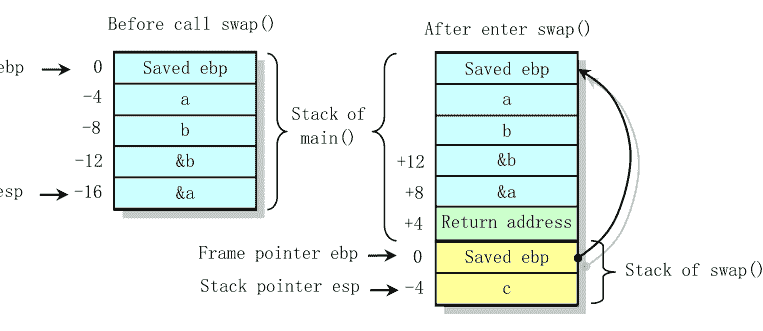 Before call swap()
After enter swap()
ebp
0
Saved ebp
-4
a
-8
b
-12
&b
esp
-16
&a
Stack of
main()
Saved ebp
a
b
+12
&b
+8
&a
+4
Return address
Frame pointer ebp
0
Saved ebp
Stack pointer esp
-4
c
Stack of swap()